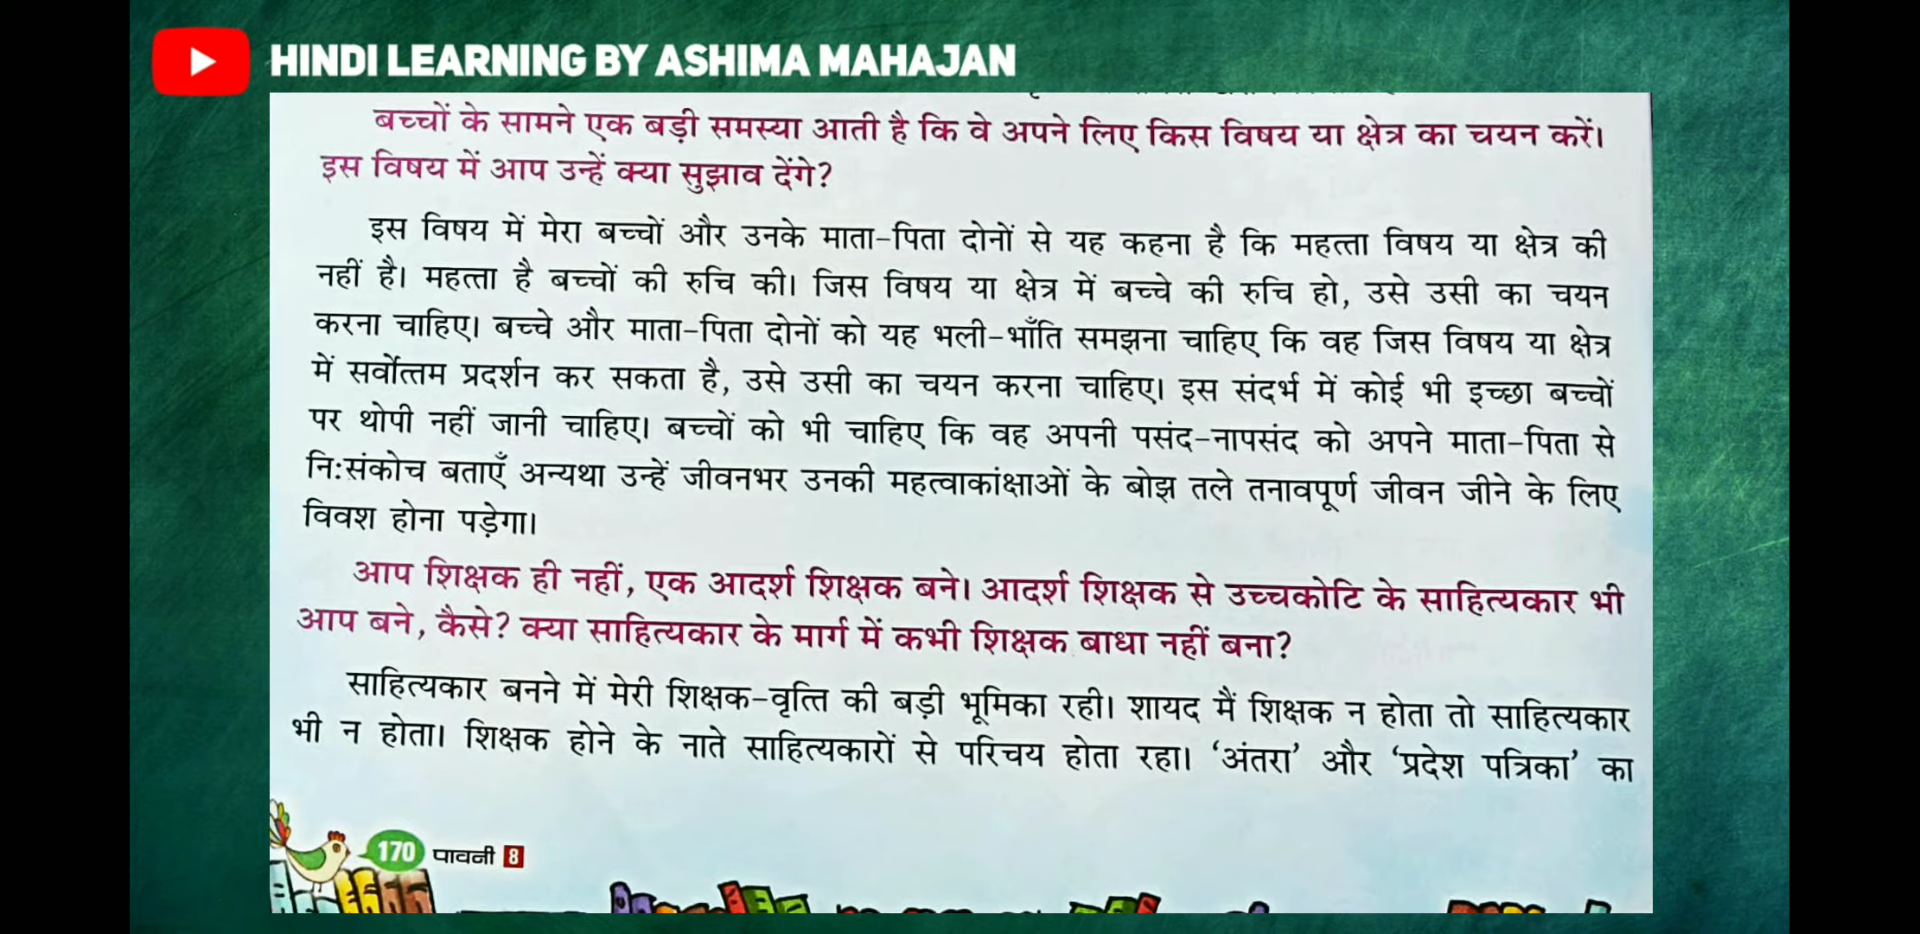 HINDI LEARNING BY ASHIMA MAHAJAN
बच्चों के सामने एक बड़ी समस्या आती है कि वे अपने लिए किस विषय या क्षेत्र का चयन करें।
इस विषय में आप उन्हें क्या सुझाव देंगे?
इस विषय में मेरा बच्चों और उनके माता-पिता दोनों से यह कहना है कि महत्ता विषय या क्षेत्र की
नहीं है। महत्ता है बच्चों की रुचि की। जिस विषय या क्षेत्र में बच्चे की रुचि हो, उसे उसी का चयन
करना चाहिए। बच्चे और माता-पिता दोनों को यह भली-भाँति समझना चाहिए कि वह जिस विषय या क्षेत्र
में सर्वोत्तम प्रदर्शन कर सकता है, उसे उसी का चयन करना चाहिए। इस संदर्भ में कोई भी इच्छा बच्चों
पर थोपी नहीं जानी चाहिए। बच्चों को भी चाहिए कि वह अपनी पसंद-नापसंद को अपने माता-पिता से
नि:संकोच बताएँ अन्यथा उन्हें जीवनभर उनकी महत्वाकांक्षाओं के बोझ तले तनावपूर्ण जीवन जीने के लिए
विवश होना पड़ेगा।
आप शिक्षक ही नहीं, एक आदर्श शिक्षक बने। आदर्श शिक्षक से उच्चकोटि के साहित्यकार भी
आप बने, कैसे? क्या साहित्यकार के मार्ग में कभी शिक्षक बाधा नहीं बना?
साहित्यकार बनने में मेरी शिक्षक-वृत्ति की बड़ी भूमिका रही। शायद मैं शिक्षक न होता तो साहित्यकार
भी न होता। शिक्षक होने के नाते साहित्यकारों से परिचय होता रहा। 'अंतरा' और 'प्रदेश पत्रिका' का
170 पावनी 8